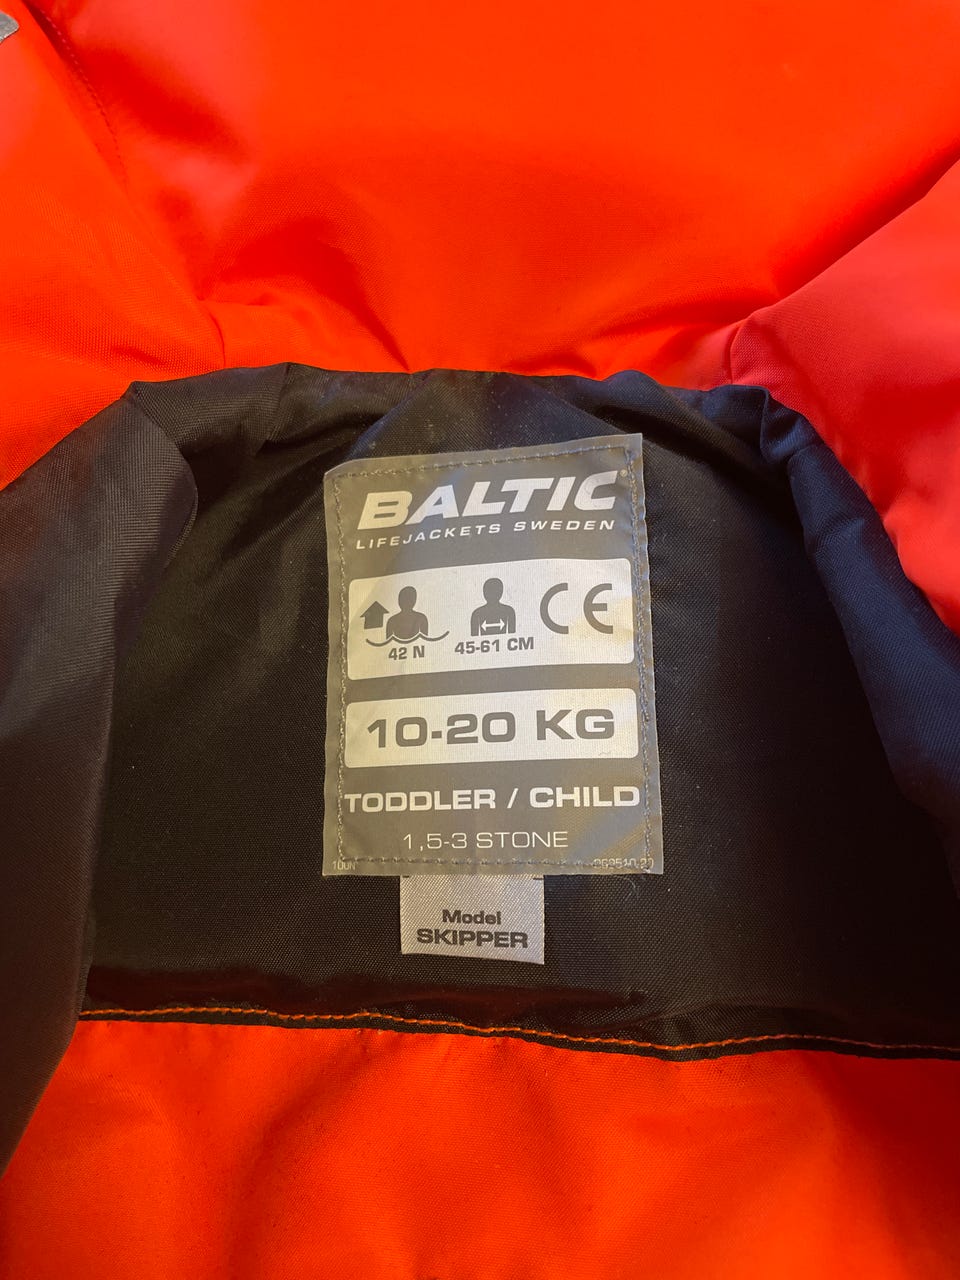 BALTIC®
LIFEJACKETS SWEDEN
42 N
45-61 CM
CE
10-20 KG
TODDLER / CHILD
1,5-3 STONE
100N
Model
SKIPPER